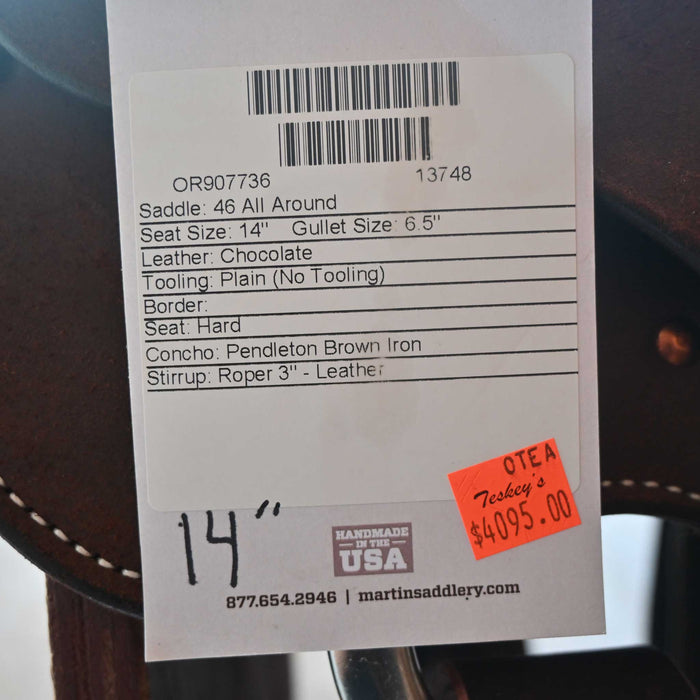 OR907736 13748
Saddle: 46 All Around
Seat Size: 14" Gullet Size: 6.5"
Leather: Chocolate
Tooling: Plain (No Tooling)
Border:
Seat: Hard
Concho: Pendleton Brown Iron
Stirrup: Roper 3" - Leather
OTEA
Teskey's
$4095.00
14"
HANDMADE
IN THE
USA
877.654.2946 | martinsaddlery.com